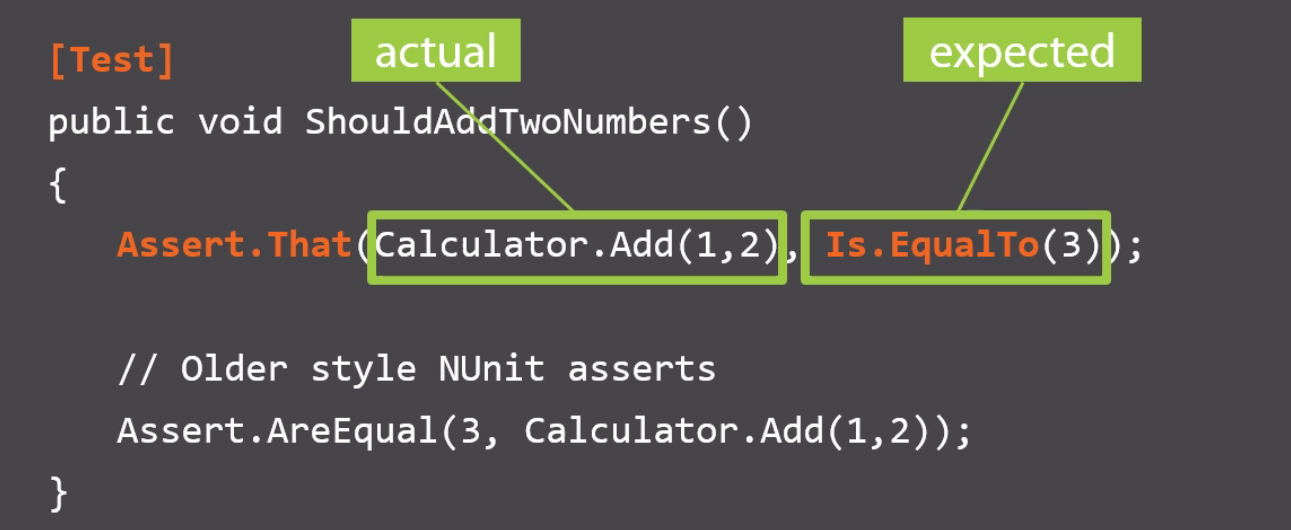 actual
expected
[Test]
public void ShouldAddTwoNumbers()
{
Assert.That(Calculator.Add(1,2), Is.EqualTo(3));
// Older style NUnit asserts
Assert.AreEqual(3, Calculator.Add(1,2));
}